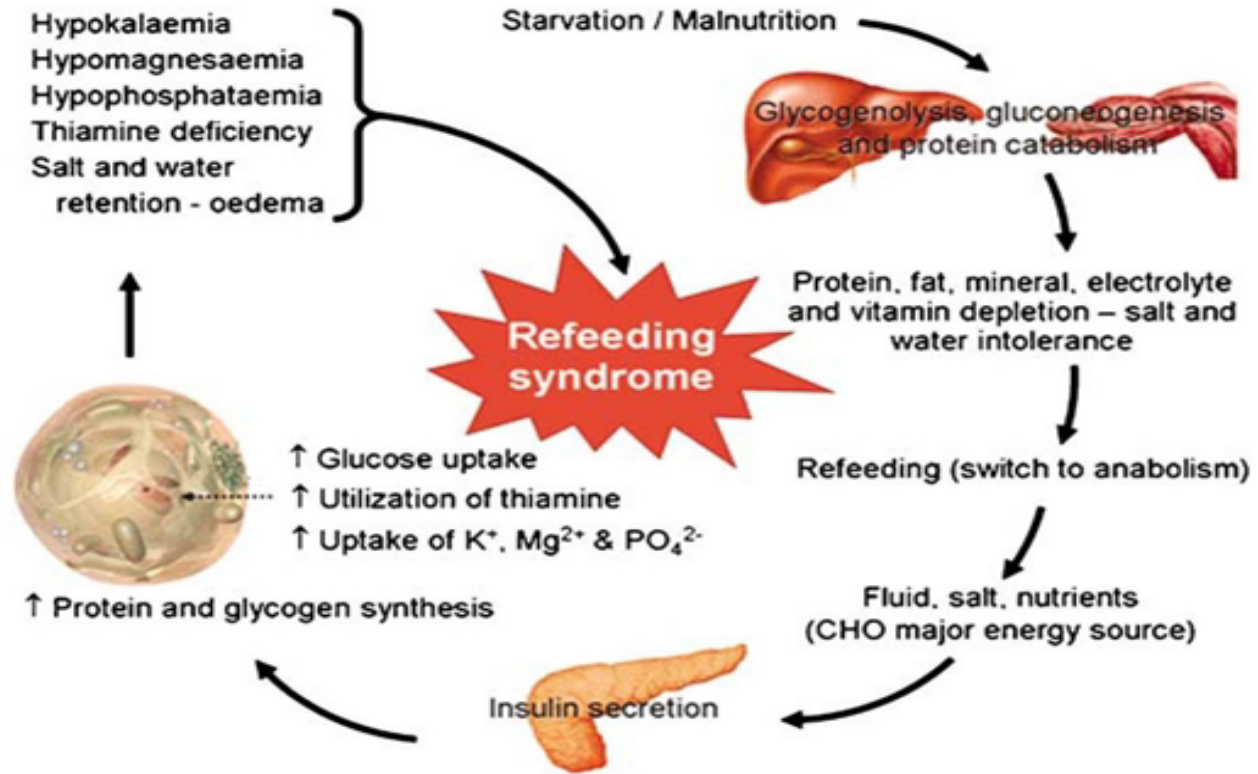 Starvation / Malnutrition
Glycogenolysis, gluconeogenesis
and protein catabolism
Protein, fat, mineral, electrolyte
and vitamin depletion – salt and
water intolerance
Refeeding (switch to anabolism)
Fluid, salt, nutrients
(CHO major energy source)
Insulin secretion
↑ Protein and glycogen synthesis
↑ Glucose uptake
↑ Utilization of thiamine
↑ Uptake of K⁺, Mg²⁺ & PO₄²⁻
Hypokalaemia
Hypomagnesaemia
Hypophosphataemia
Thiamine deficiency
Salt and water
retention - oedema
Refeeding
syndrome